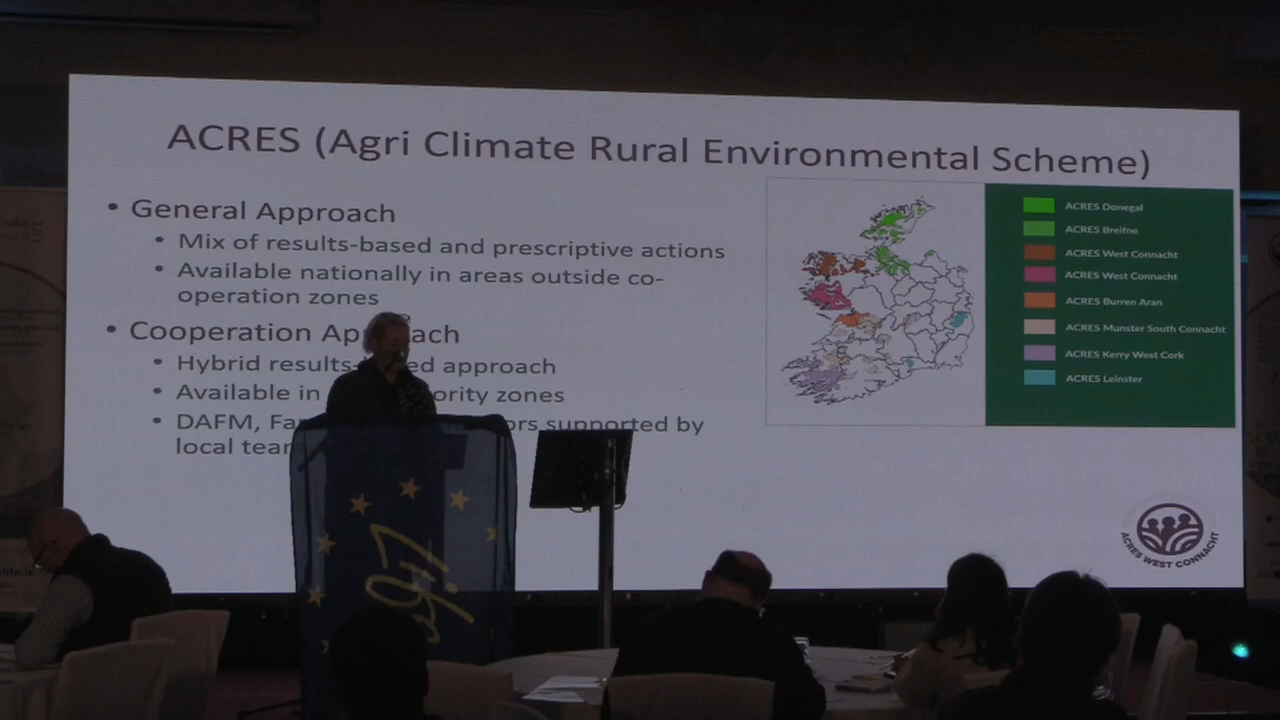 ACRES (Agri Climate Rural Environmental Scheme)
• General Approach
• Mix of results-based and prescriptive actions
• Available nationally in areas outside co-
operation zones
• Cooperation Ap ach
• Hybrid results- ed approach
• Available in ority zones
• DAFM, Fa ors supported by
local tea
ACRES Donegal
ACRES Breifne
ACRES West Connacht
ACRES West Connacht
ACRES Burren Aran
ACRES Munster South Connacht
ACRES Kerry West Cork
ACRES Leinster
ACRES WEST CONNACHT
Life